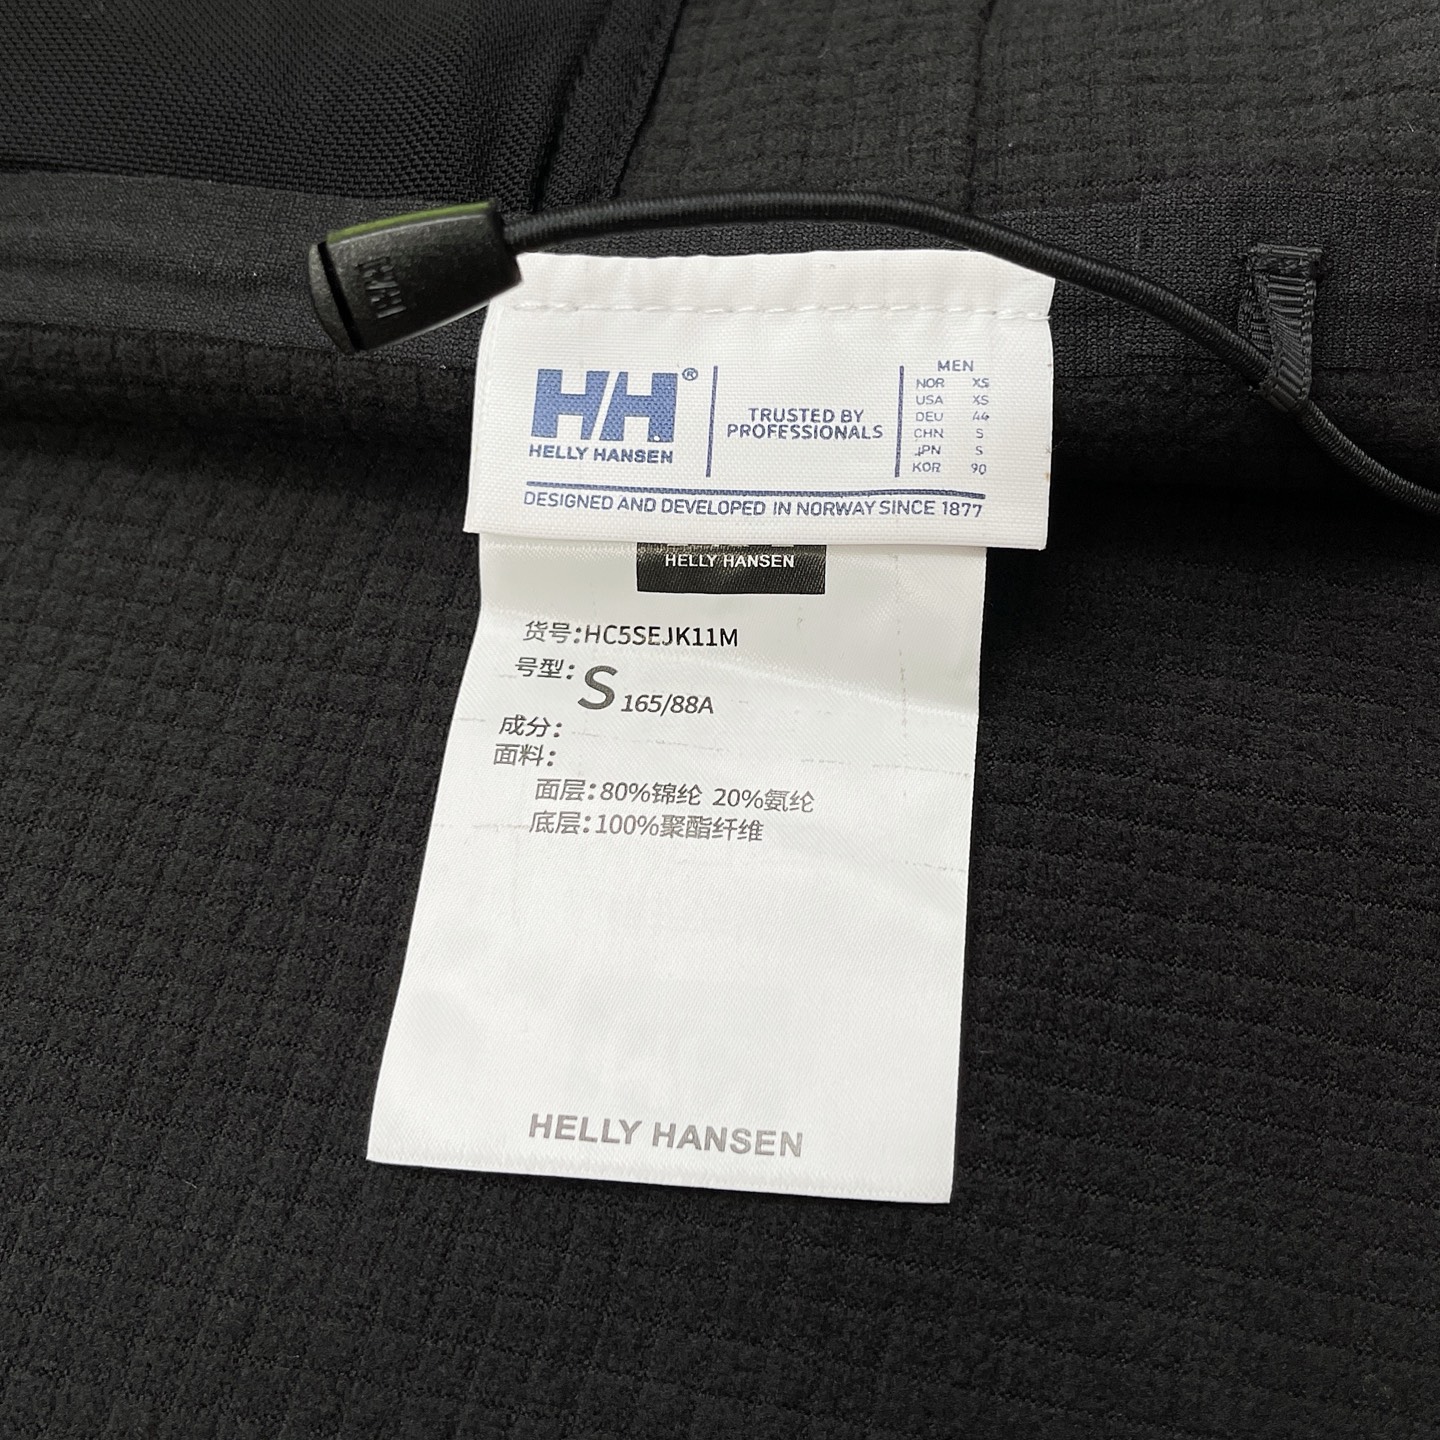 HH
HH®
HELLY HANSEN
TRUSTED BY
PROFESSIONALS
MEN
NOR XS
USA XS
DEU 44
CHN S
JPN S
KOR 90
DESIGNED AND DEVELOPED IN NORWAY SINCE 1877
HELLY HANSEN
货号:HC5SEJK11M
号型: S 165/88A
成分:
面料:
面层:80%锦纶 20%氨纶
底层:100%聚酯纤维
HELLY HANSEN